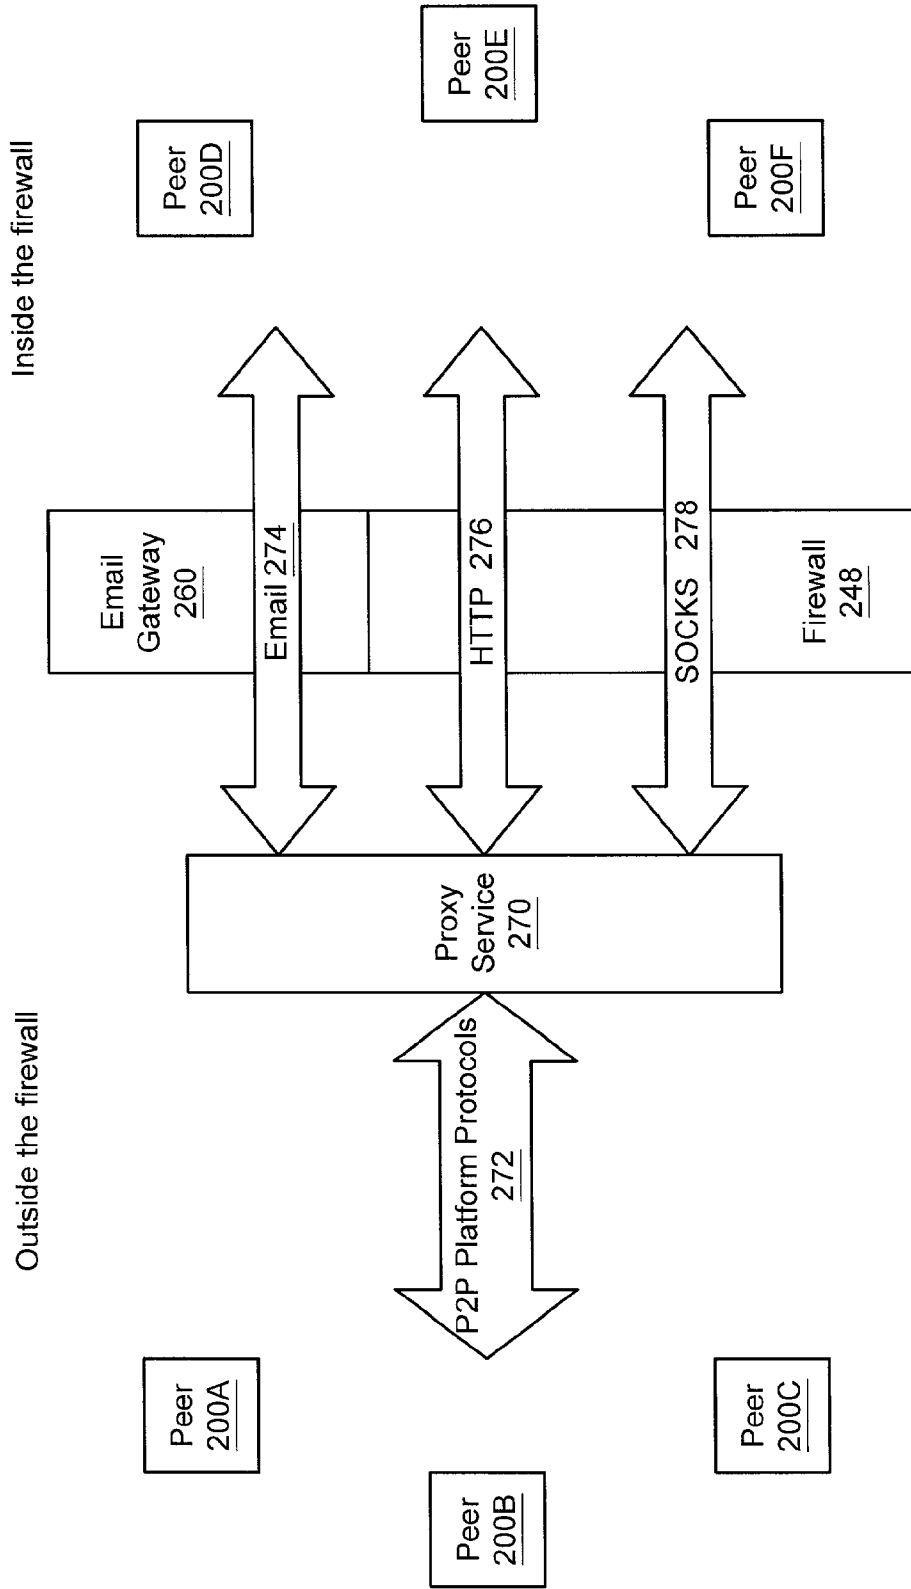 Outside the firewall
Inside the firewall
Peer
200A
Peer
200B
Peer
200C
P2P Platform Protocols
272
Proxy
Service
270
Email
Gateway
260
Email 274
HTTP 276
SOCKS 278
Firewall
248
Peer
200D
Peer
200E
Peer
200F